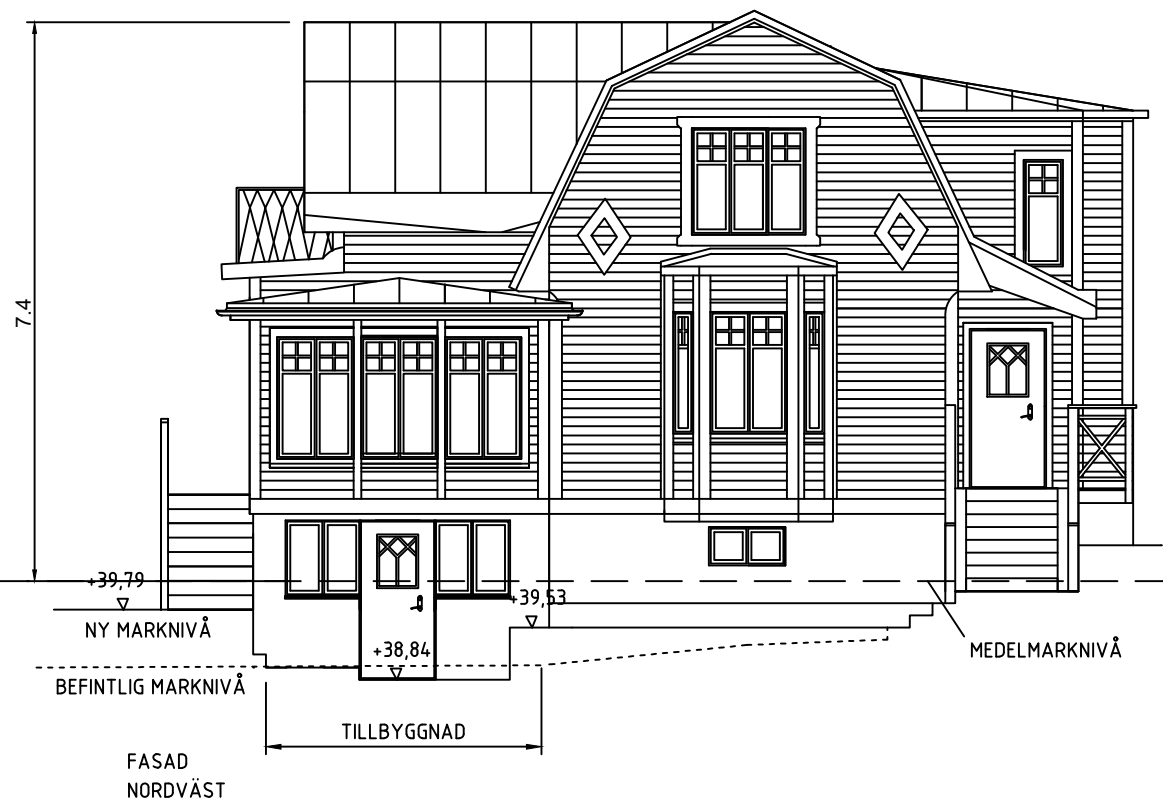 7.4
+39,79
+39,53
NY MARKNIVÅ
+38,84
MEDELMARKNIVÅ
BEFINTLIG MARKNIVÅ
TILLBYGGNAD
FASAD
NORDVÄST